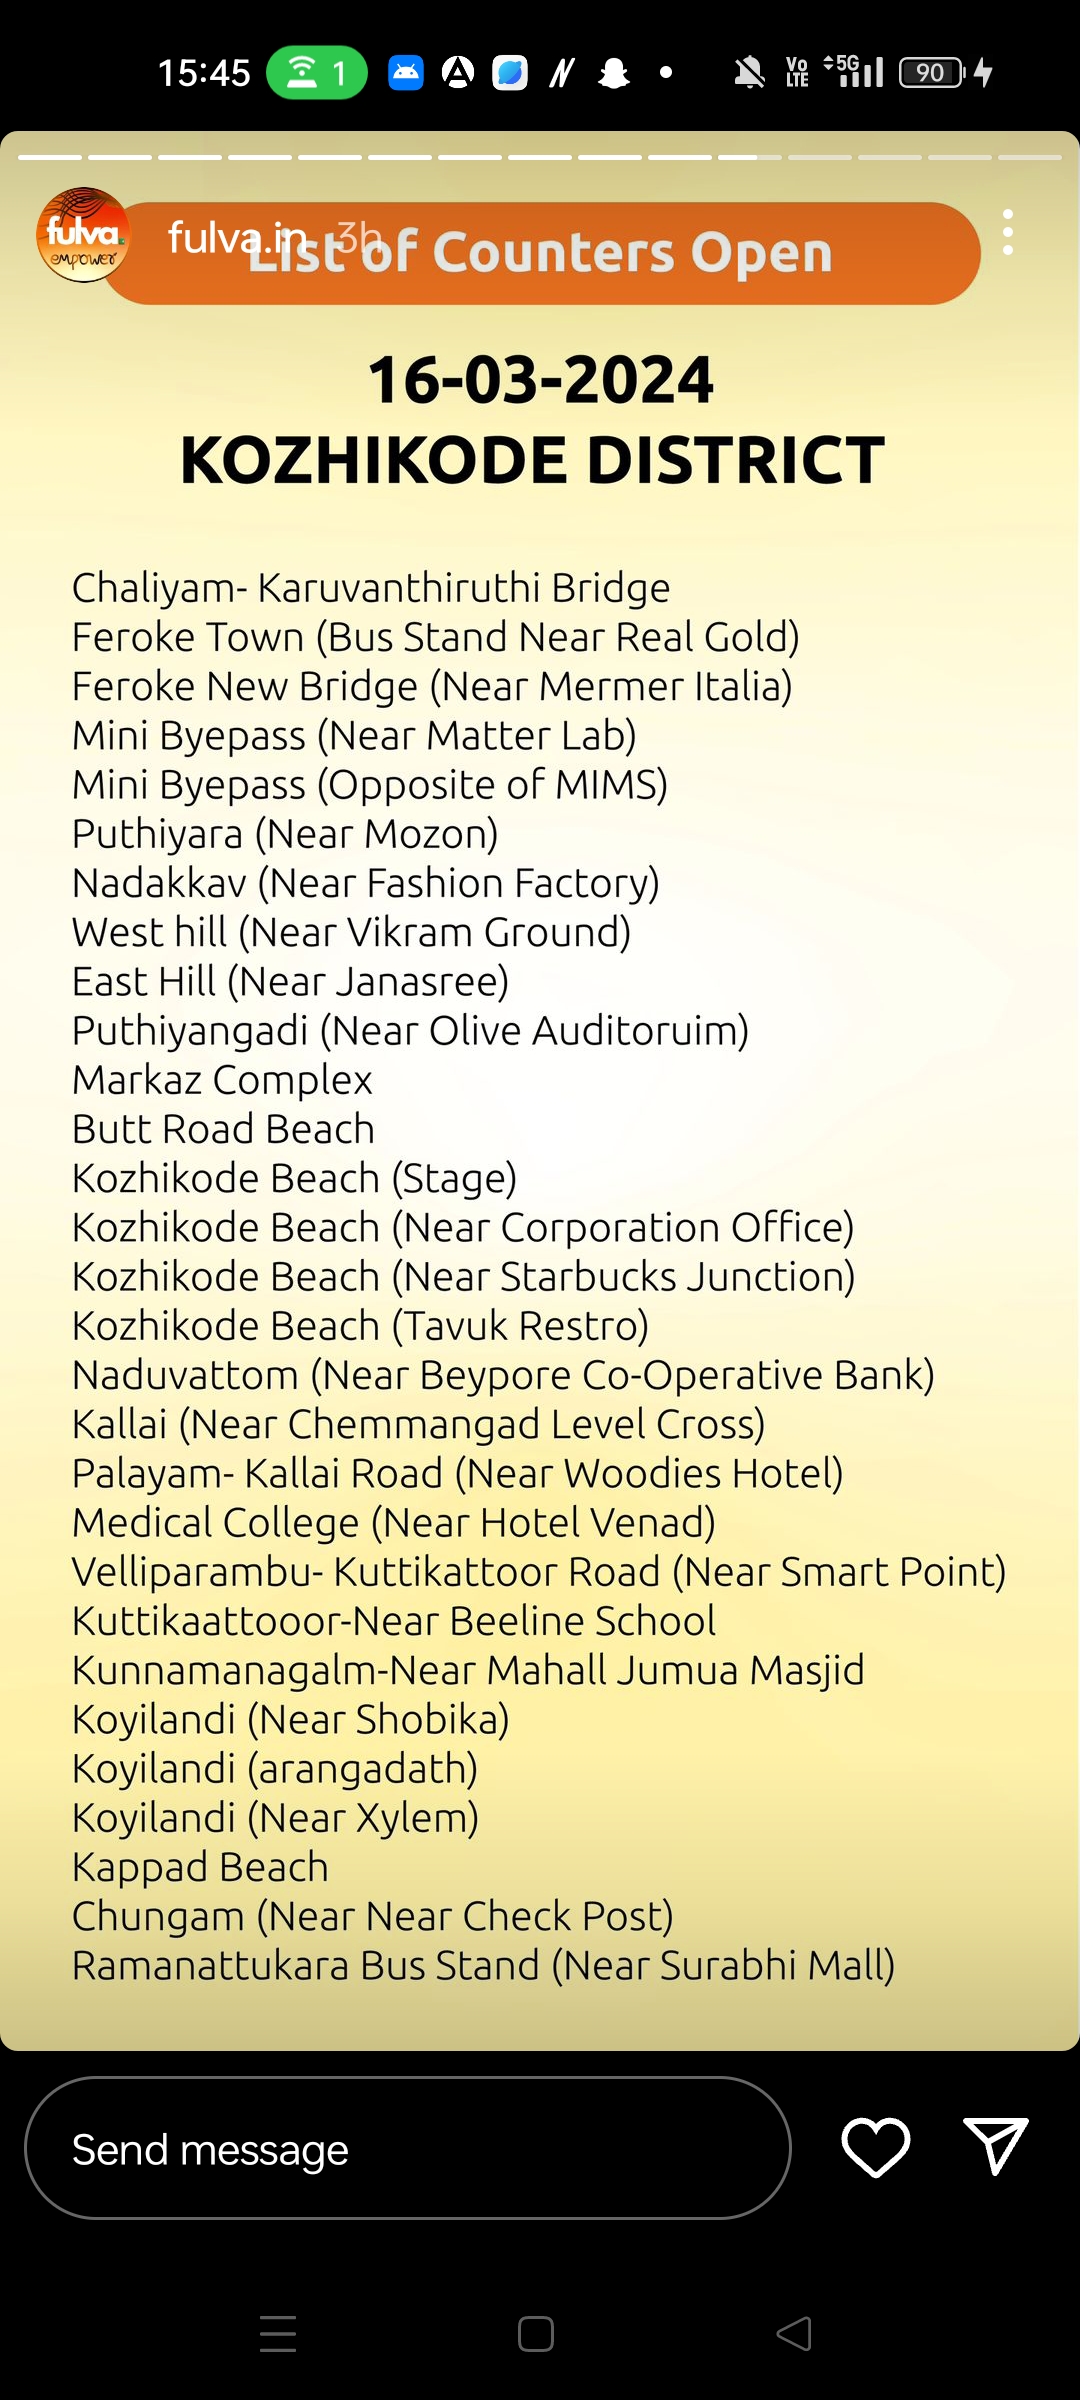 15:45 1 Vo LTE 5G 90
fulva.in 3h
fulva.
empower
List of Counters Open
16-03-2024
KOZHIKODE DISTRICT
Chaliyam- Karuvanthiruthi Bridge
Feroke Town (Bus Stand Near Real Gold)
Feroke New Bridge (Near Mermer Italia)
Mini Byepass (Near Matter Lab)
Mini Byepass (Opposite of MIMS)
Puthiyara (Near Mozon)
Nadakkav (Near Fashion Factory)
West hill (Near Vikram Ground)
East Hill (Near Janasree)
Puthiyangadi (Near Olive Auditoruim)
Markaz Complex
Butt Road Beach
Kozhikode Beach (Stage)
Kozhikode Beach (Near Corporation Office)
Kozhikode Beach (Near Starbucks Junction)
Kozhikode Beach (Tavuk Restro)
Naduvattom (Near Beypore Co-Operative Bank)
Kallai (Near Chemmangad Level Cross)
Palayam- Kallai Road (Near Woodies Hotel)
Medical College (Near Hotel Venad)
Velliparambu- Kuttikattoor Road (Near Smart Point)
Kuttikaattooor-Near Beeline School
Kunnamanagalm-Near Mahall Jumua Masjid
Koyilandi (Near Shobika)
Koyilandi (arangadath)
Koyilandi (Near Xylem)
Kappad Beach
Chungam (Near Near Check Post)
Ramanattukara Bus Stand (Near Surabhi Mall)
Send message